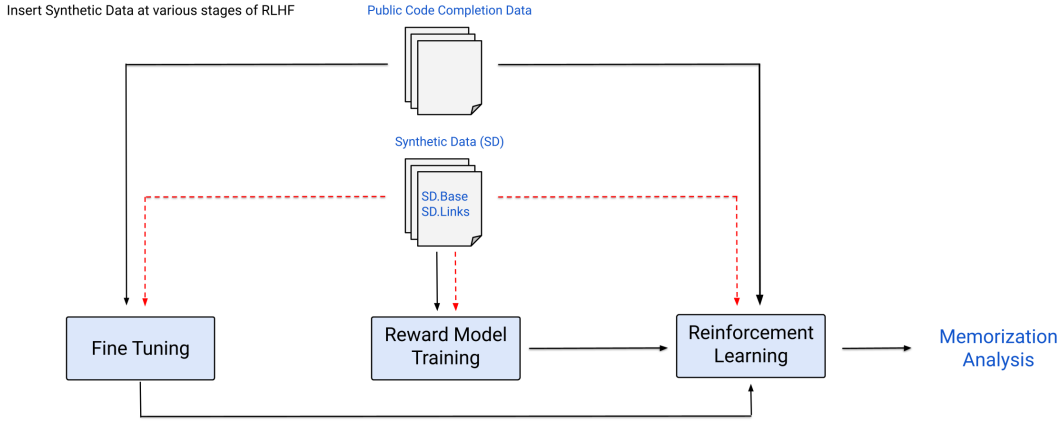 Insert Synthetic Data at various stages of RLHF
Public Code Completion Data
Synthetic Data (SD)
SD.Base
SD.Links
Fine Tuning
Reward Model
Training
Reinforcement
Learning
Memorization
Analysis